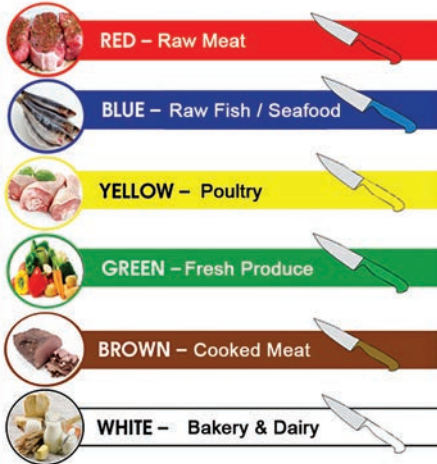 RED – Raw Meat
BLUE – Raw Fish / Seafood
YELLOW – Poultry
GREEN – Fresh Produce
BROWN – Cooked Meat
WHITE – Bakery & Dairy